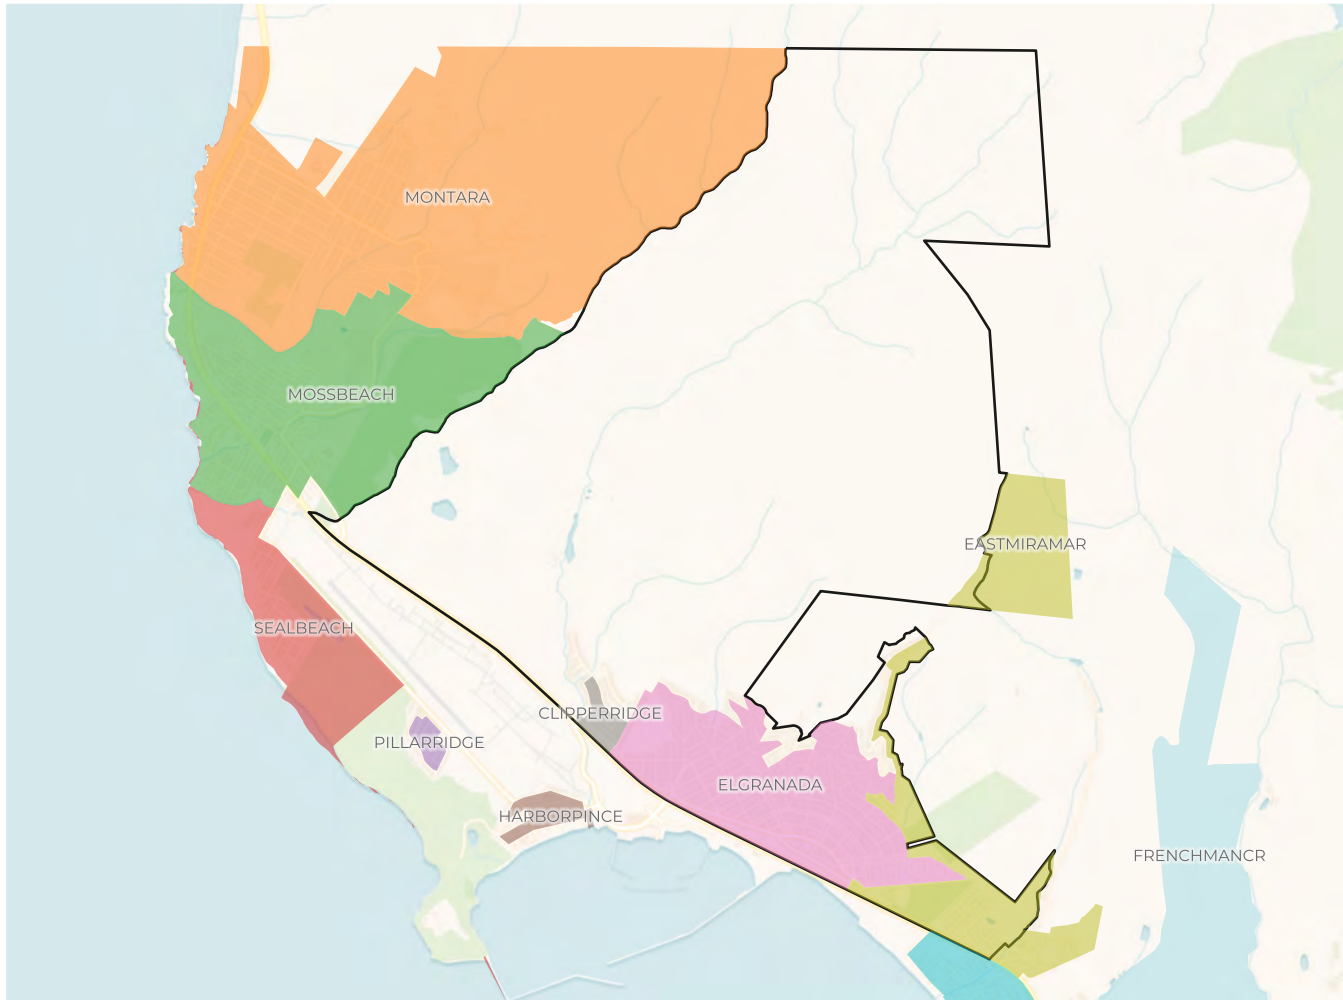 MONTARA
MOSSBEACH
EASTMIRAMAR
SEALBEACH
CLIPPERRIDGE
PILLARRIDGE
ELGRANADA
HARBORPINCE
FRENCHMANCR